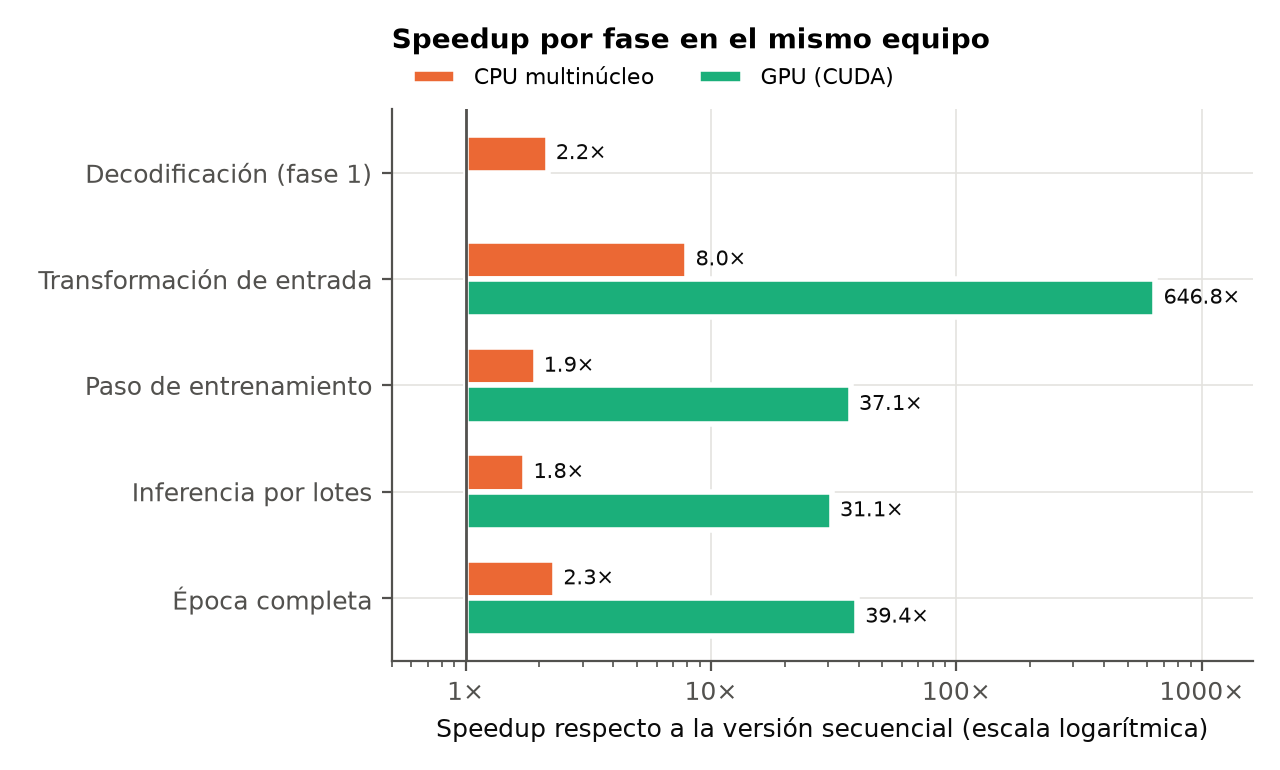 Speedup por fase en el mismo equipo
CPU multinúcleo GPU (CUDA)
Decodificación (fase 1) 2.2×
Transformación de entrada 8.0×
646.8×
Paso de entrenamiento 1.9×
37.1×
Inferencia por lotes 1.8×
31.1×
Época completa 2.3×
39.4×
1× 10× 100× 1000×
Speedup respecto a la versión secuencial (escala logarítmica)